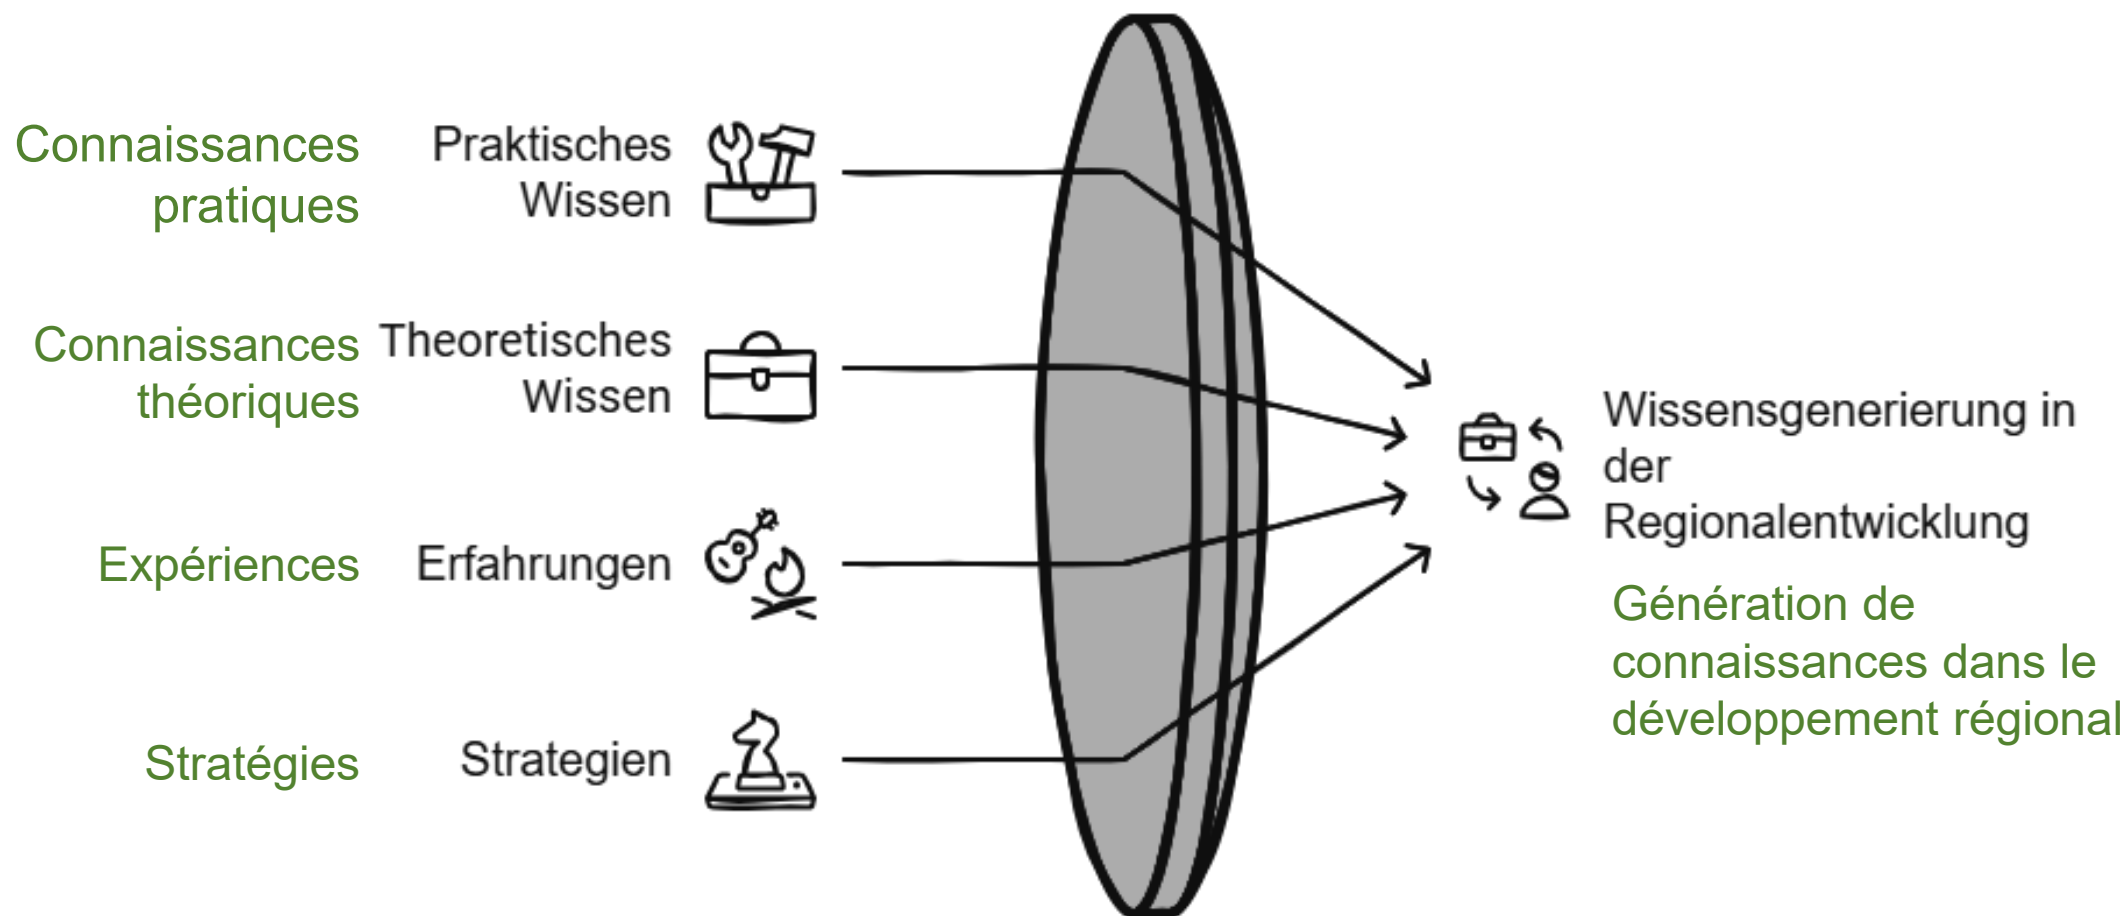 Connaissances
pratiques
Praktisches
Wissen
Connaissances
théoriques
Theoretisches
Wissen
Expériences
Erfahrungen
Stratégies
Strategien
Wissensgenerierung in
der
Regionalentwicklung
Génération de
connaissances dans le
développement régional